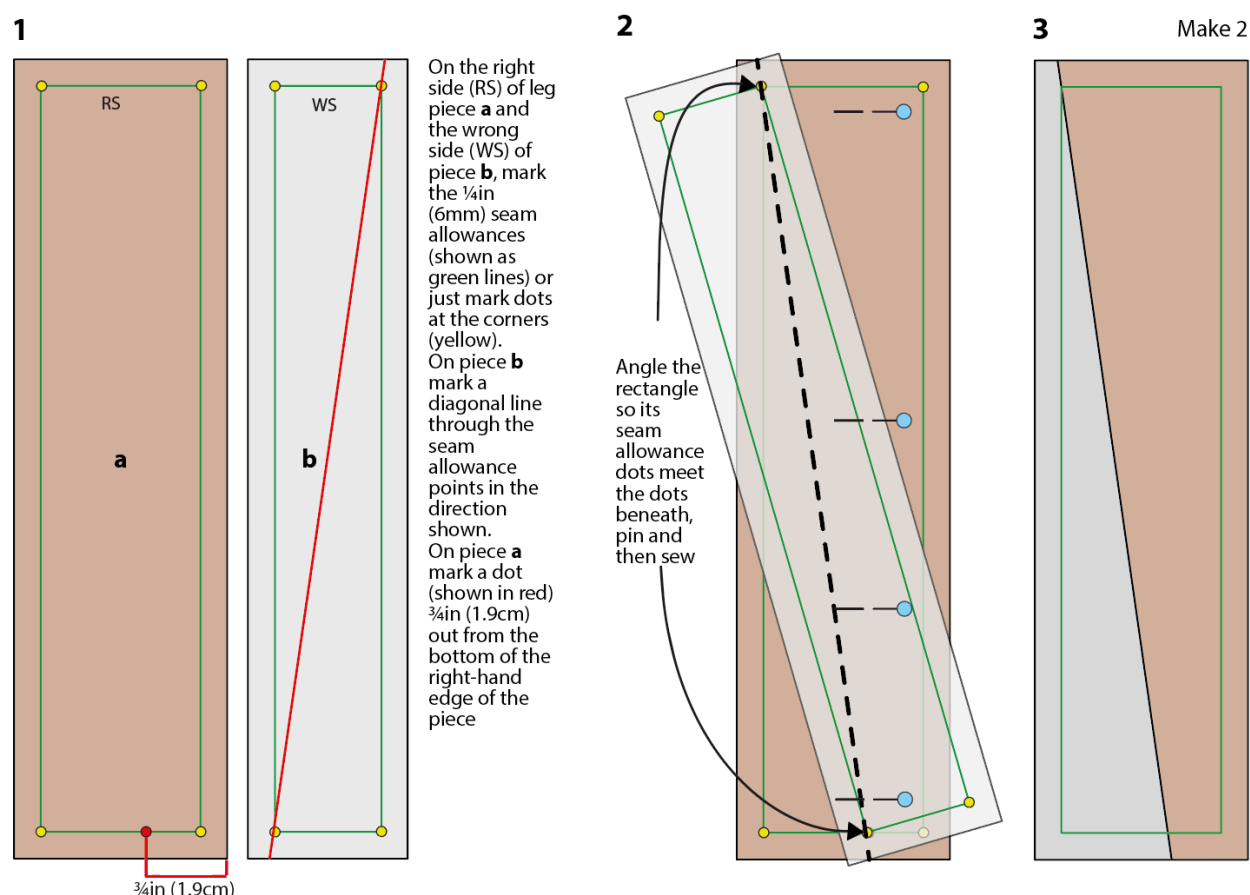 1
RS
a
¾in (1.9cm)
WS
b
On the right
side (RS) of leg
piece a and
the wrong
side (WS) of
piece b, mark
the ¼in
(6mm) seam
allowances
(shown as
green lines) or
just mark dots
at the corners
(yellow).
On piece b
mark a
diagonal line
through the
seam
allowance
points in the
direction
shown.
On piece a
mark a dot
(shown in red)
¾in (1.9cm)
out from the
bottom of the
right-hand
edge of the
piece
2
Angle the
rectangle
so its
seam
allowance
dots meet
the dots
beneath,
pin and
then sew
3
Make 2